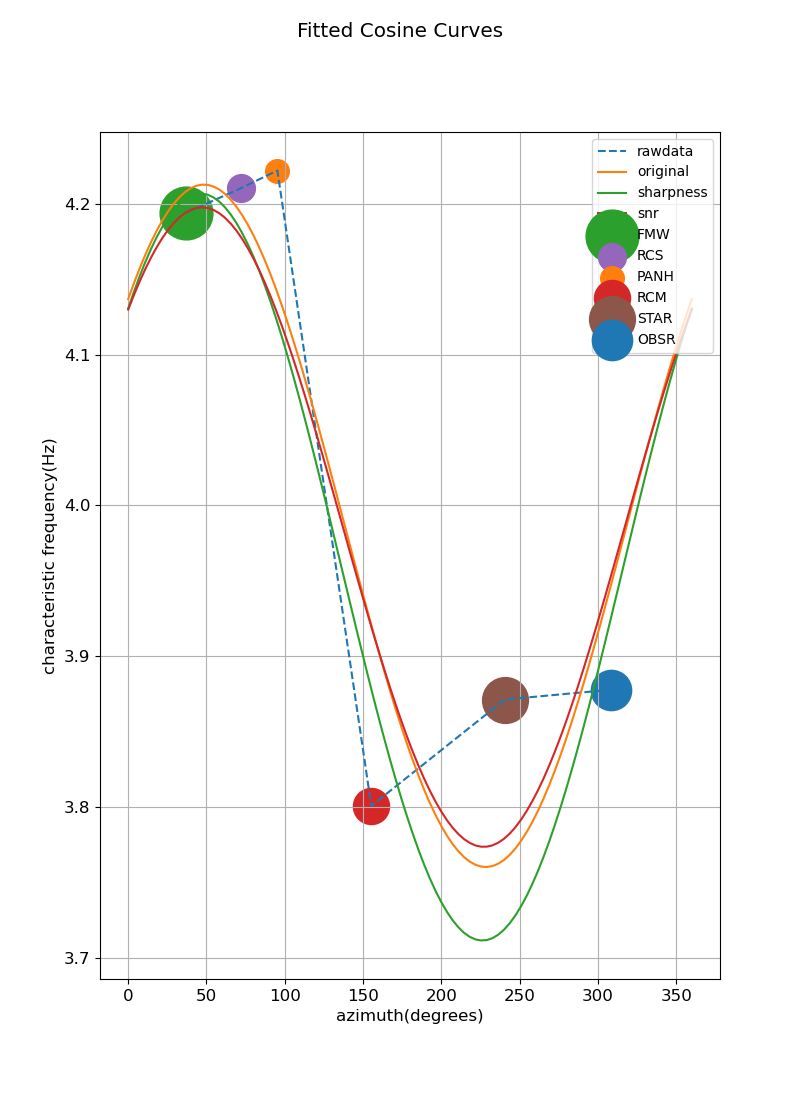 Fitted Cosine Curves
rawdata
original
sharpness
snr
FMW
RCS
PANH
RCM
STAR
OBSR
characteristic frequency(Hz)
4.2
4.1
4.0
3.9
3.8
3.7
0 50 100 150 200 250 300 350
azimuth(degrees)